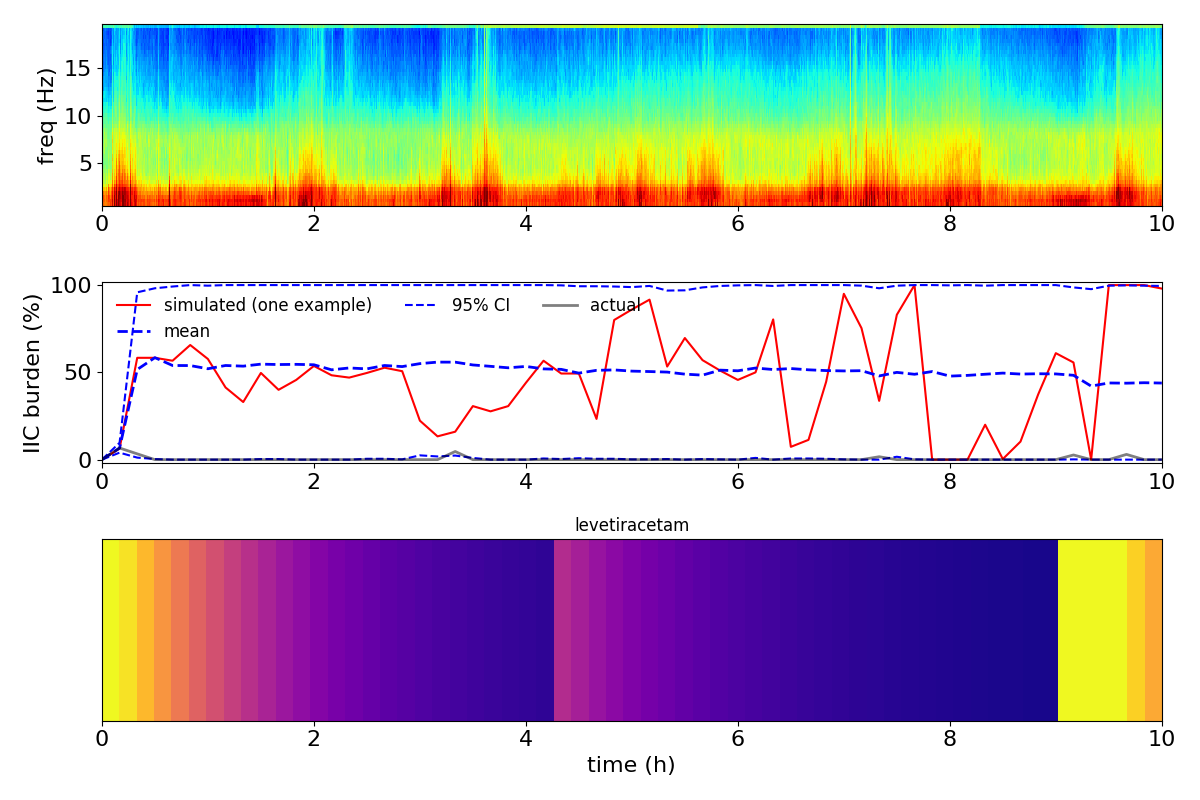 freq (Hz)
15
10
5
0 2 4 6 8 10
IIC burden (%)
100
50
0
simulated (one example) 95% CI actual
mean
0 2 4 6 8 10
levetiracetam
0 2 4 6 8 10
time (h)